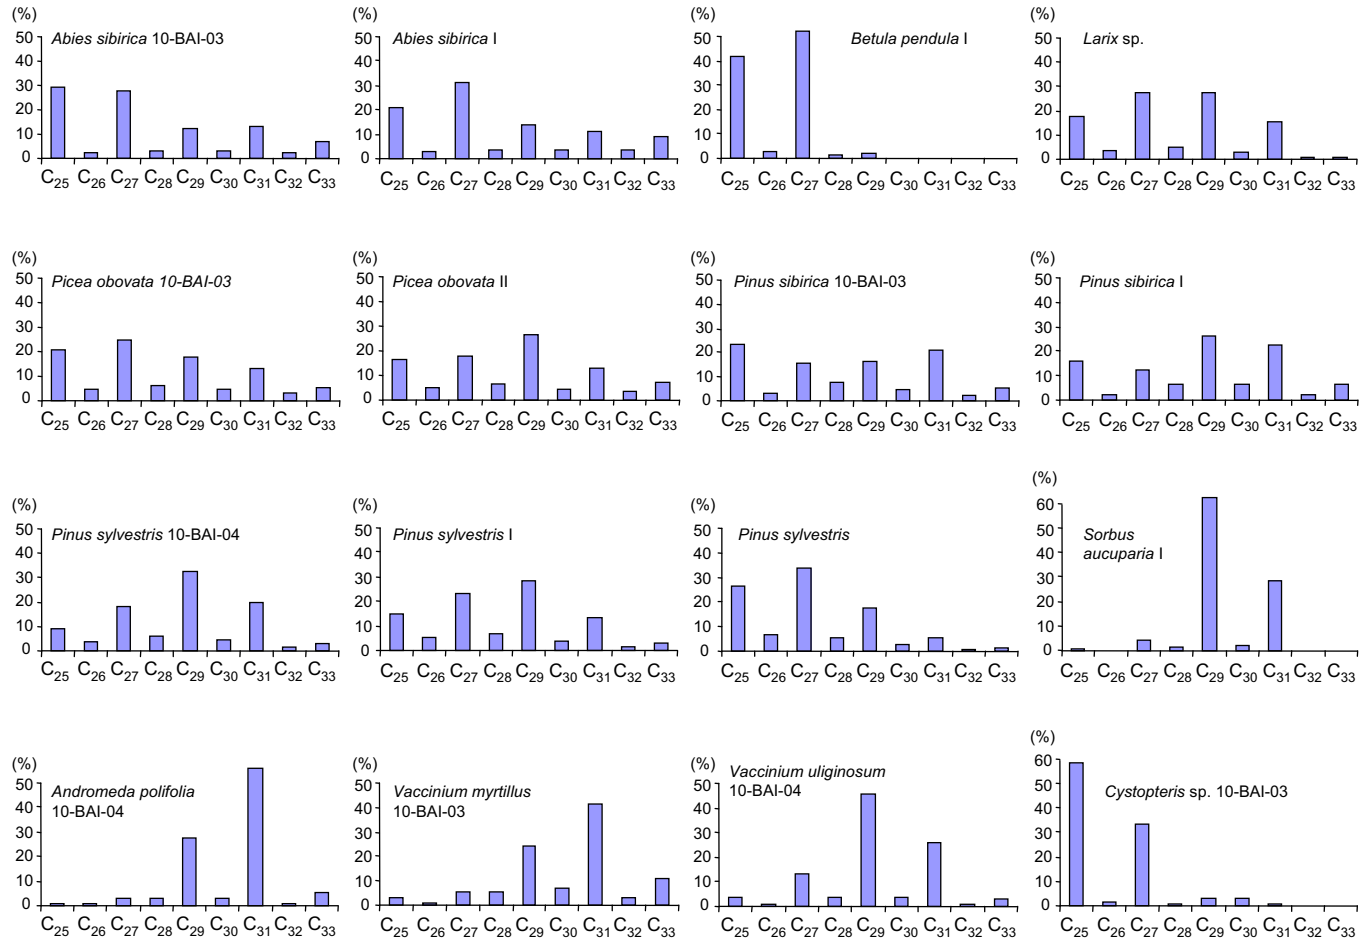 (%) (%) (%) (%)
Abies sibirica 10-BAI-03
Abies sibirica I
Betula pendula I
Larix sp.
50 40 30 20 10 0
50 40 30 20 10 0
50 40 30 20 10 0
50 40 30 20 10 0
C25 C26 C27 C28 C29 C30 C31 C32 C33
C25 C26 C27 C28 C29 C30 C31 C32 C33
C25 C26 C27 C28 C29 C30 C31 C32 C33
C25 C26 C27 C28 C29 C30 C31 C32 C33
(%) (%) (%) (%)
Picea obovata 10-BAI-03
Picea obovata II
Pinus sibirica 10-BAI-03
Pinus sibirica I
50 40 30 20 10 0
50 40 30 20 10 0
50 40 30 20 10 0
50 40 30 20 10 0
C25 C26 C27 C28 C29 C30 C31 C32 C33
C25 C26 C27 C28 C29 C30 C31 C32 C33
C25 C26 C27 C28 C29 C30 C31 C32 C33
C25 C26 C27 C28 C29 C30 C31 C32 C33
(%) (%) (%) (%)
Pinus sylvestris 10-BAI-04
Pinus sylvestris I
Pinus sylvestris
Sorbus
aucuparia I
50 40 30 20 10 0
50 40 30 20 10 0
50 40 30 20 10 0
60 50 40 30 20 10 0
C25 C26 C27 C28 C29 C30 C31 C32 C33
C25 C26 C27 C28 C29 C30 C31 C32 C33
C25 C26 C27 C28 C29 C30 C31 C32 C33
C25 C26 C27 C28 C29 C30 C31 C32 C33
(%) (%) (%) (%)
Andromeda polifolia
10-BAI-04
Vaccinium myrtillus
10-BAI-03
Vaccinium uliginosum
10-BAI-04
Cystopteris sp. 10-BAI-03
50 40 30 20 10 0
50 40 30 20 10 0
50 40 30 20 10 0
60 50 40 30 20 10 0
C25 C26 C27 C28 C29 C30 C31 C32 C33
C25 C26 C27 C28 C29 C30 C31 C32 C33
C25 C26 C27 C28 C29 C30 C31 C32 C33
C25 C26 C27 C28 C29 C30 C31 C32 C33